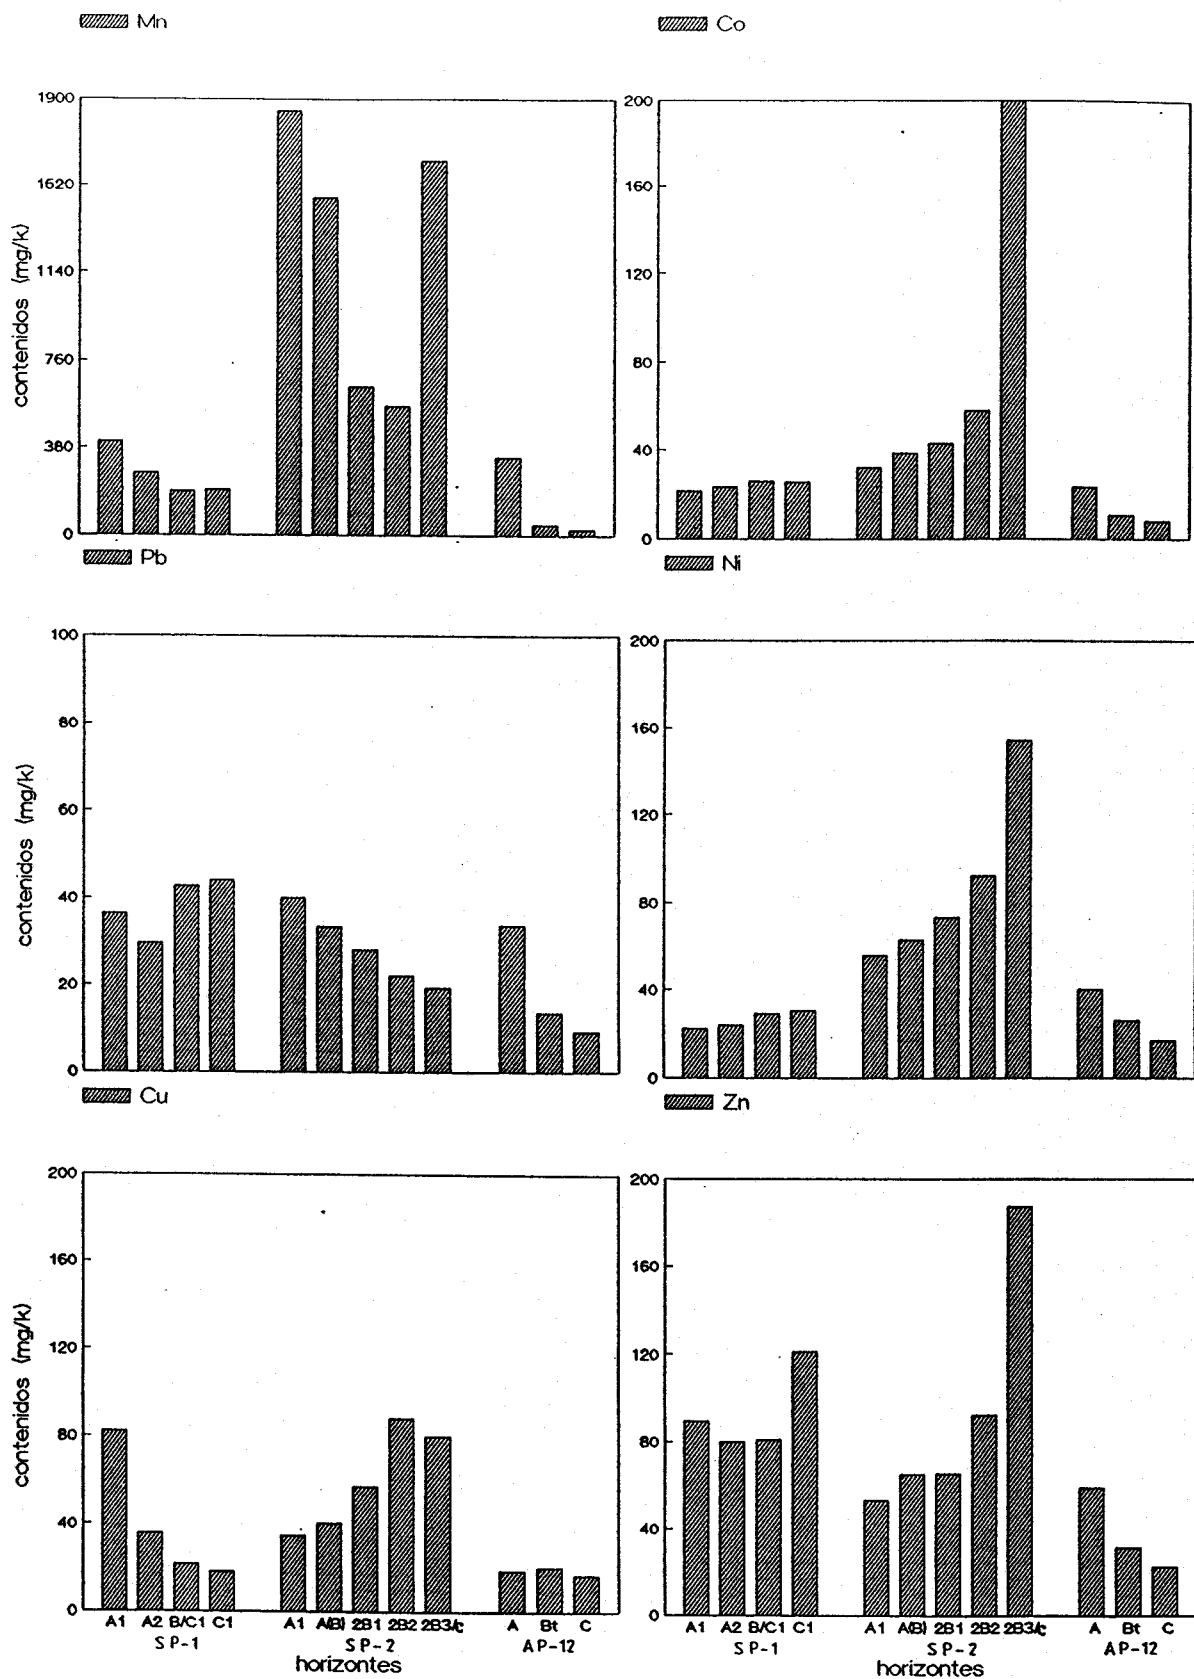 Mn
1900
1520
1140
760
380
0
contenidos (mg/k)
Co
200
160
120
80
40
0
Pb
100
80
60
40
20
0
contenidos (mg/k)
Ni
200
160
120
80
40
0
Cu
200
160
120
80
40
0
contenidos (mg/k)
A1 A2 B/C1 C1 A1 A(B) 2B1 2B2 2B3/c A Bt C
SP-1 SP-2 AP-12
horizontes
Zn
200
160
120
80
40
0
A1 A2 B/C1 C1 A1 A(B) 2B1 2B2 2B3/c A Bt C
SP-1 SP-2 AP-12
horizontes